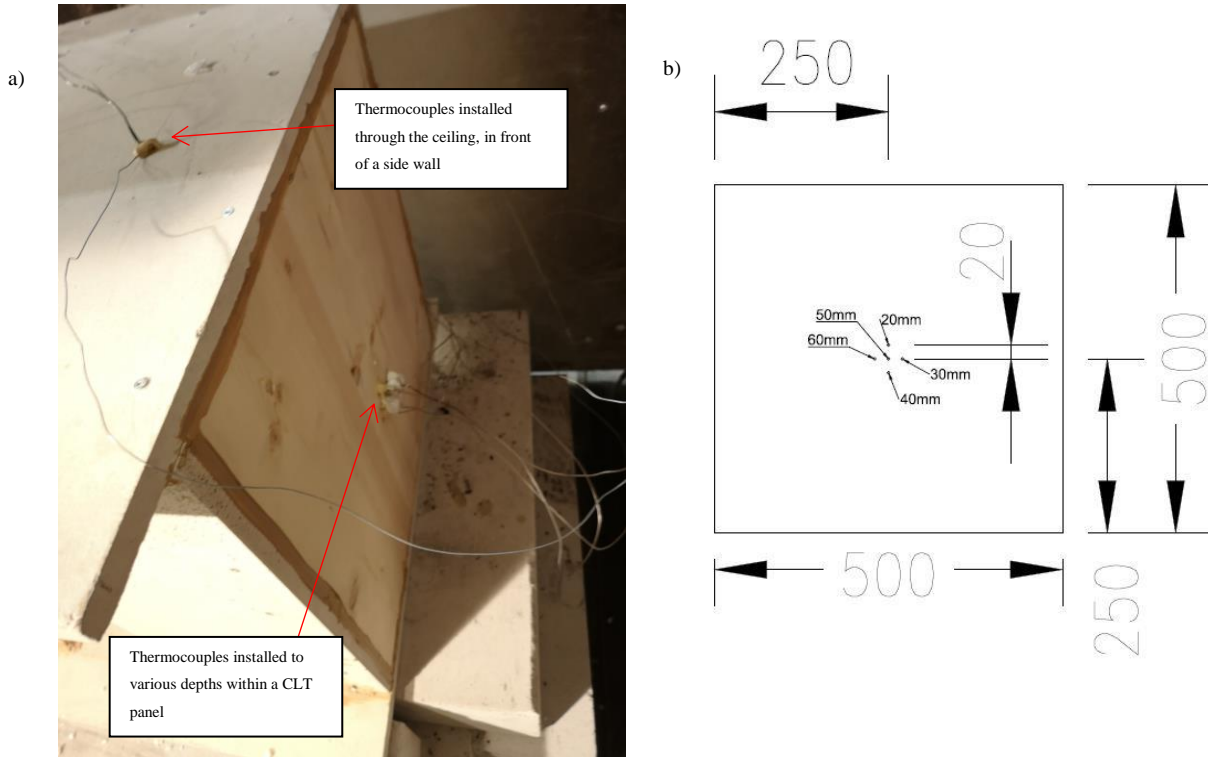 a)
Thermocouples installed
through the ceiling, in front
of a side wall
Thermocouples installed to
various depths within a CLT
panel
b)
250
20
50mm
20mm
60mm
30mm
40mm
500
500
250